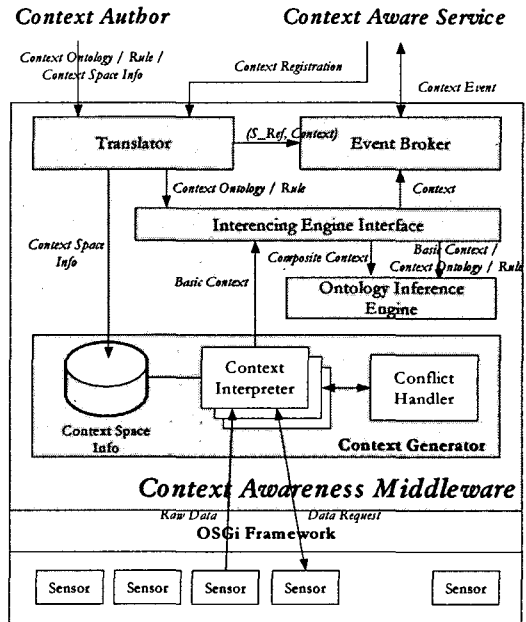 Context Author
Context Aware Service
Context Ontology / Rule
/ Context Space Info
Context Registration
Context Event
Translator
(S_Ref, Context)
Event Broker
Context Ontology / Rule
Context
Interencing Engine Interface
Context Space
Info
Basic Context
Composite Context
Basic Context /
Context Ontology / Rule
Ontology Inference
Engine
Context
Interpreter
Conflict
Handler
Context Space
Info
Context Generator
Context Awareness Middleware
Raw Data
Data Request
OSGi Framework
Sensor
Sensor
Sensor
Sensor
Sensor